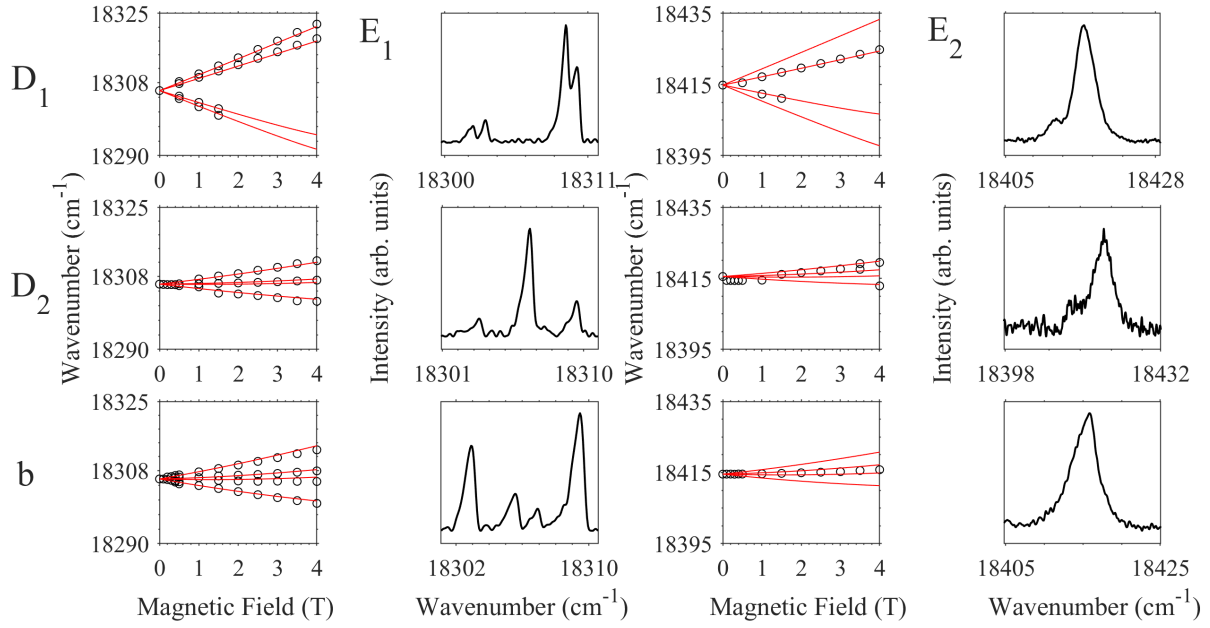 D1
Wavenumber (cm-1)
18325
18308
18290
0 1 2 3 4
E1
Intensity (arb. units)
18300 18311
Wavenumber (cm-1)
18435
18415
18395
0 1 2 3 4
E2
Intensity (arb. units)
18405 18428
D2
18325
18308
18290
0 1 2 3 4
18301 18310
18435
18415
18395
0 1 2 3 4
18398 18432
b
18325
18308
18290
0 1 2 3 4
Magnetic Field (T)
18302 18310
Wavenumber (cm-1)
18435
18415
18395
0 1 2 3 4
Magnetic Field (T)
18405 18425
Wavenumber (cm-1)